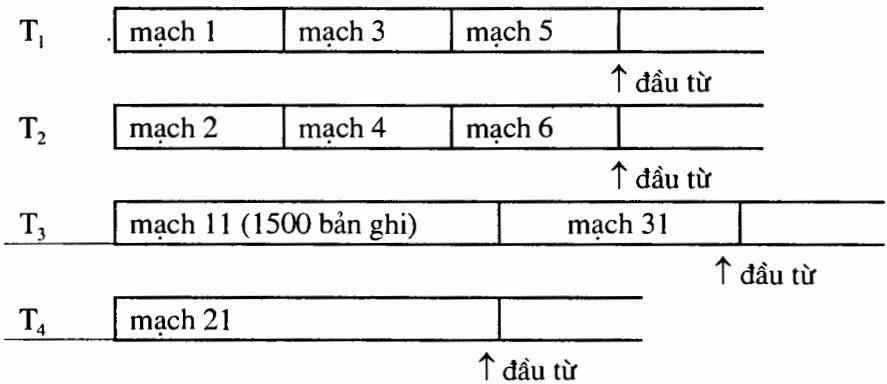 T₁ mạch 1 mạch 3 mạch 5
↑ đầu từ
T₂ mạch 2 mạch 4 mạch 6
↑ đầu từ
T₃ mạch 11 (1500 bản ghi) mạch 31
↑ đầu từ
T₄ mạch 21
↑ đầu từ